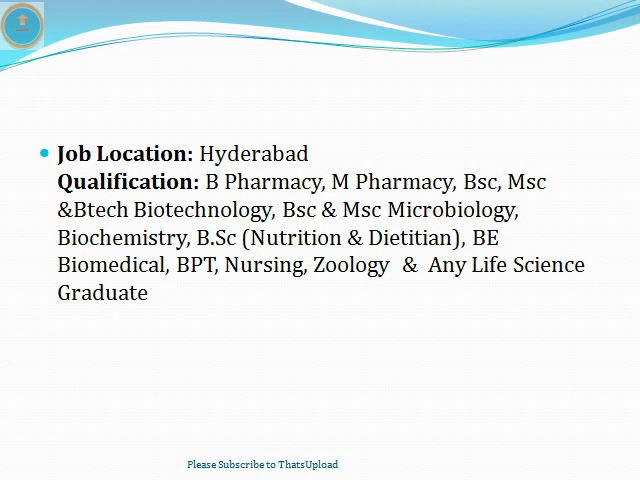 Job Location: Hyderabad
Qualification: B Pharmacy, M Pharmacy, Bsc, Msc
&Btech Biotechnology, Bsc & Msc Microbiology,
Biochemistry, B.Sc (Nutrition & Dietitian), BE
Biomedical, BPT, Nursing, Zoology & Any Life Science
Graduate
Please Subscribe to ThatsUpload